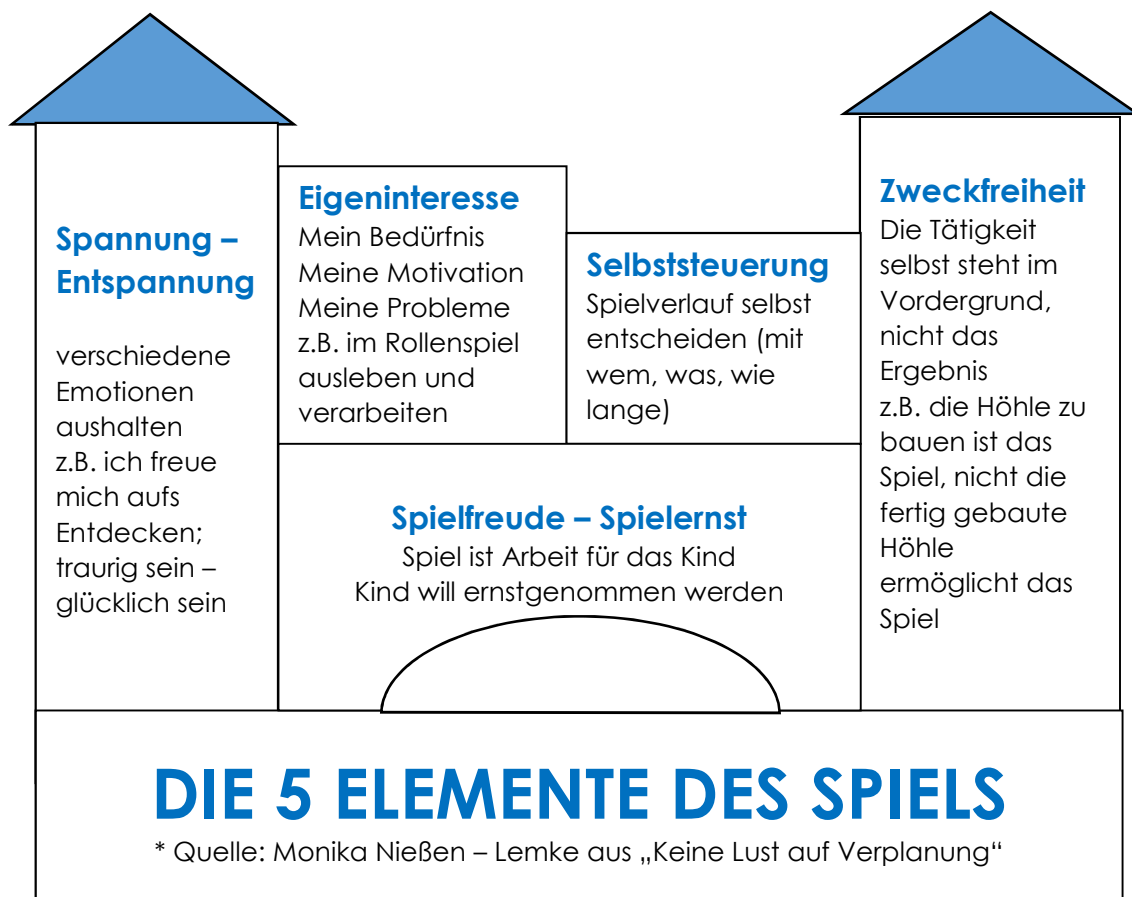 Spannung –
Entspannung
verschiedene
Emotionen
aushalten
z.B. ich freue
mich aufs
Entdecken;
traurig sein –
glücklich sein
Eigeninteresse
Mein Bedürfnis
Meine Motivation
Meine Probleme
z.B. im Rollenspiel
ausleben und
verarbeiten
Selbststeuerung
Spielverlauf selbst
entscheiden (mit
wem, was, wie
lange)
Zweckfreiheit
Die Tätigkeit
selbst steht im
Vordergrund,
nicht das
Ergebnis
z.B. die Höhle zu
bauen ist das
Spiel, nicht die
fertig gebaute
Höhle
ermöglicht das
Spiel
Spielfreude – Spielernst
Spiel ist Arbeit für das Kind
Kind will ernstgenommen werden
DIE 5 ELEMENTE DES SPIELS
* Quelle: Monika Nießen – Lemke aus „Keine Lust auf Verplanung“